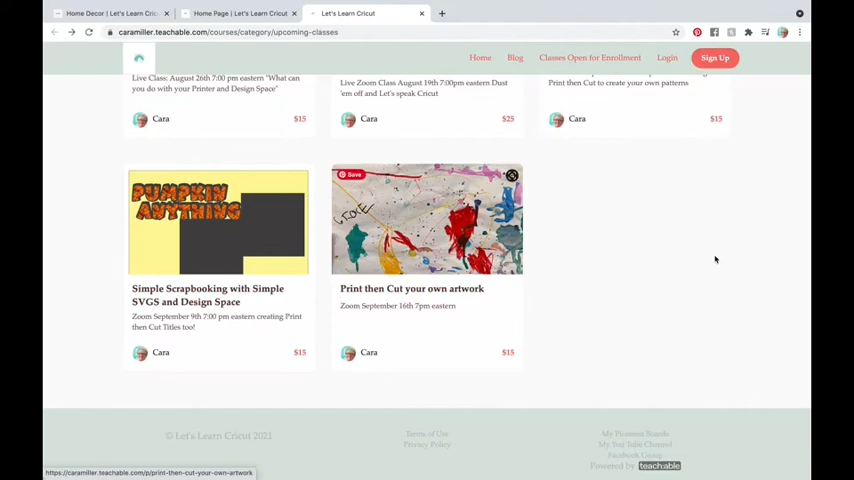 Home Decor | Let's Learn Cric
Home Page | Let's Learn Cricut
Let's Learn Cricut
caramiller.teachable.com/courses/category/upcoming-classes
Home
Blog
Classes Open for Enrollment
Login
Sign Up
Live Class: August 26th 7:00 pm eastern "What can
you do with your Printer and Design Space"
Cara
$15
Live Zoom Class August 19th 7:00pm eastern Dust
'em off and Let's speak Cricut
Cara
$25
Print then Cut to create your own patterns
Cara
$15
PUMPKIN
ANYTHING
Simple Scrapbooking with Simple
SVGS and Design Space
Zoom September 9th 7:00 pm eastern creating Print
then Cut Titles too!
Cara
$15
Save
Print then Cut your own artwork
Zoom September 16th 7pm eastern
Cara
$15
© Let's Learn Cricut 2021
Terms of Use
Privacy Policy
My Pinterest Boards
My You Tube Channel
Facebook Group
Powered by teachable
https://caramiller.teachable.com/p/print-then-cut-your-own-artwork